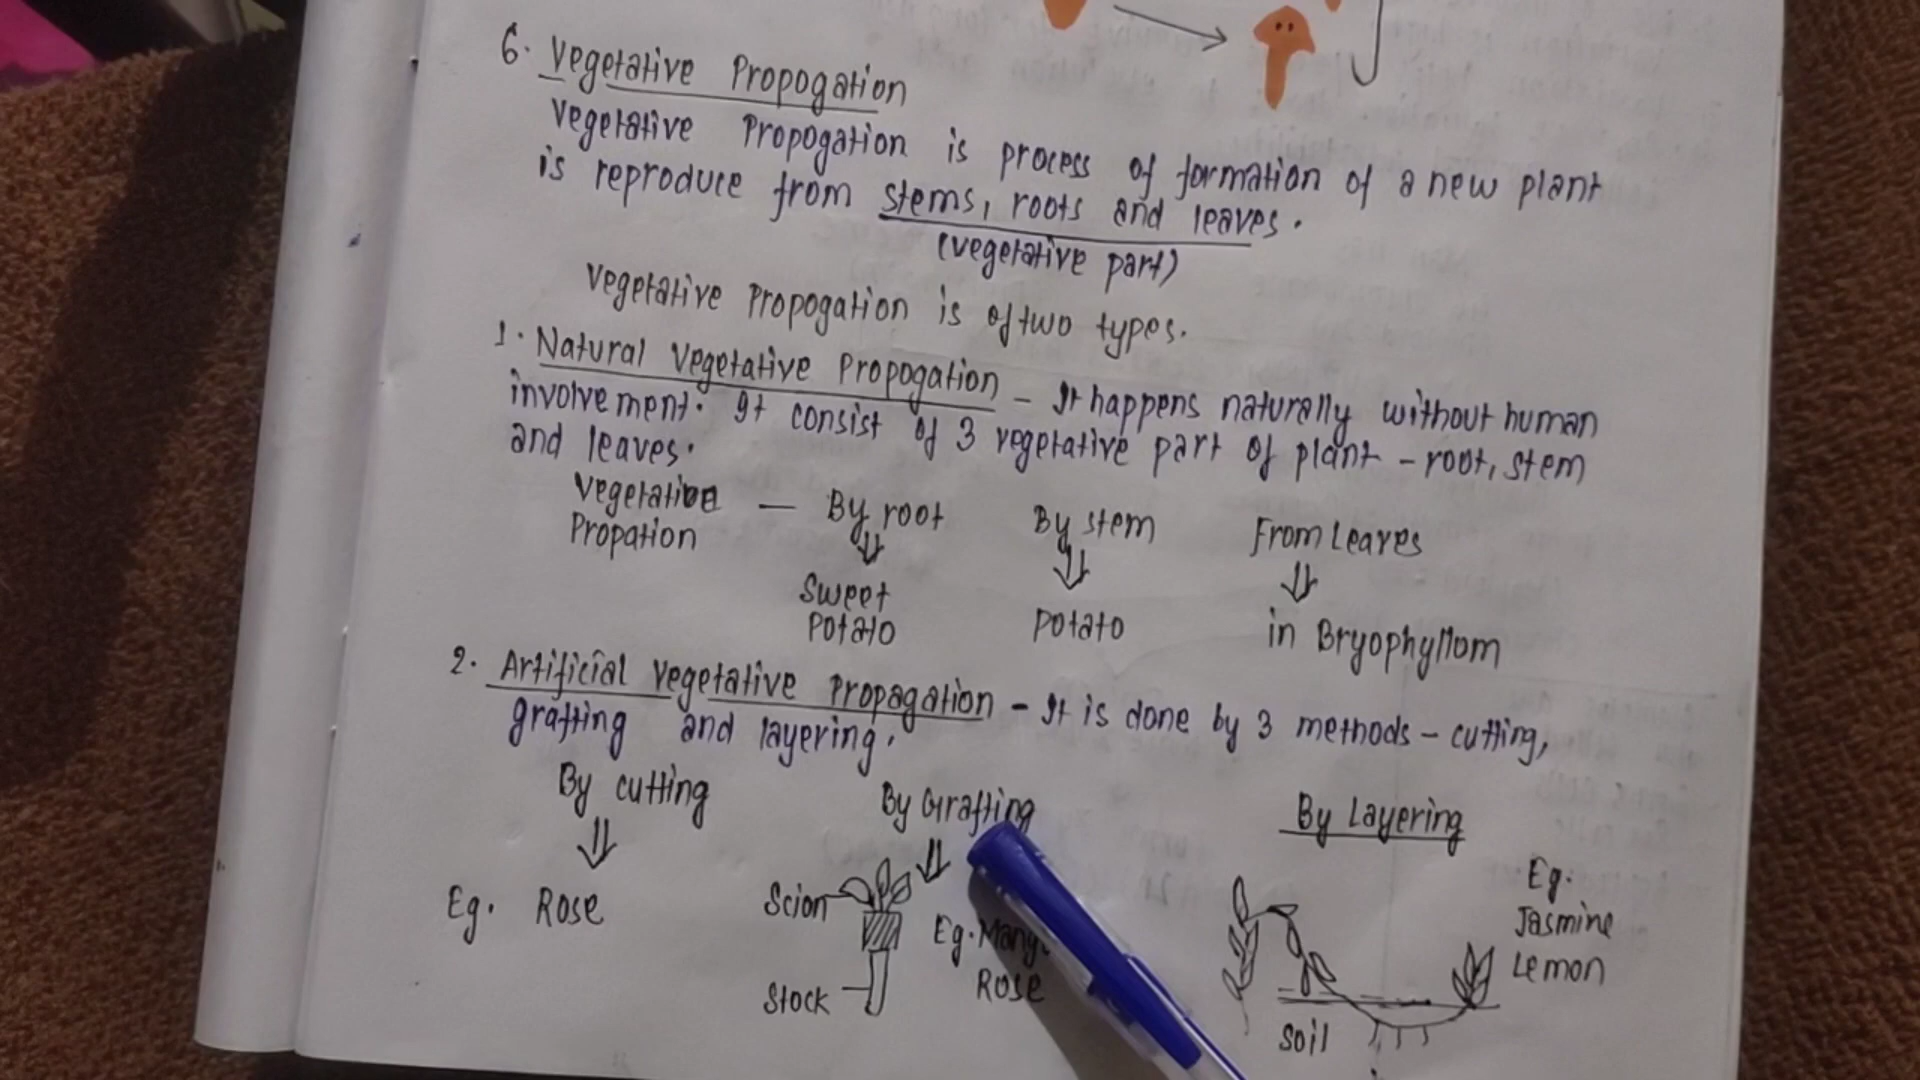 6. Vegetative Propogation
Vegetative Propogation is process of formation of a new plant
is reproduce from stems, roots and leaves.
(vegetative part)
Vegetative Propogation is of two types.
1. Natural Vegetative Propogation - It happens naturally without human
involvement. It consist of 3 vegetative part of plant - root, stem
and leaves.
Vegetative Propation — By root By stem From Leaves
Sweet Potato Potato in Bryophyllom
2. Artificial Vegetative Propagation - It is done by 3 methods - cutting,
grafting and layering.
By cutting By Grafting By Layering
Eg. Rose
Scion
Eg.
Rose
Stock
Eg.
Jasmine
Lemon
Soil